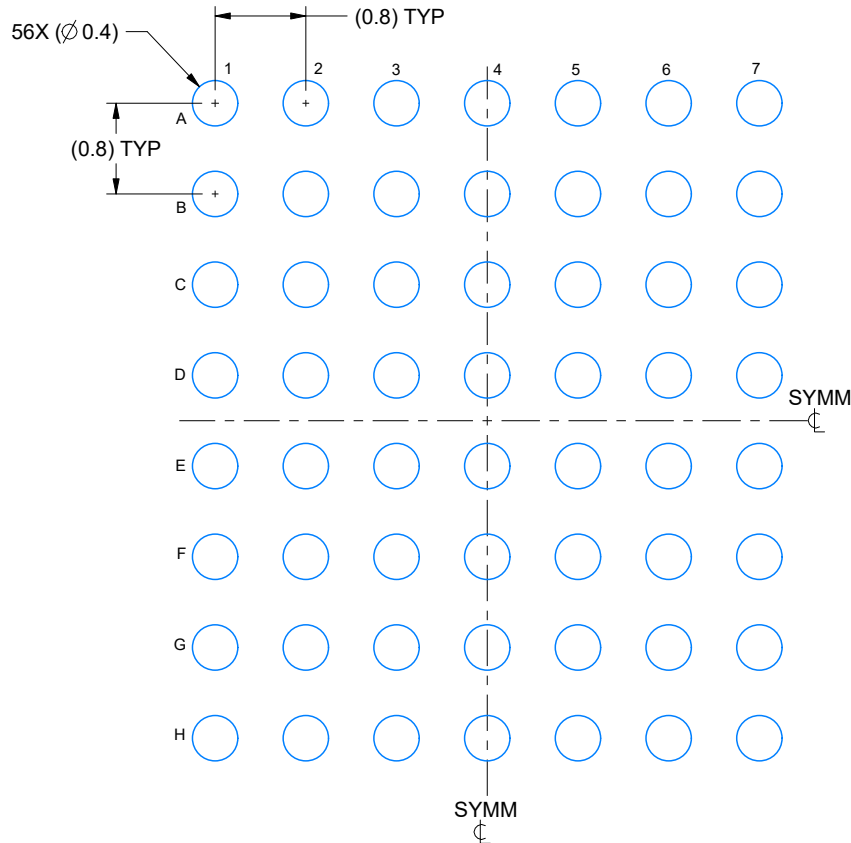 (0.8) TYP
56X (∅ 0.4)
1 2 3 4 5 6 7
A
(0.8) TYP
B
C
D
SYMM
℄
E
F
G
H
SYMM
℄